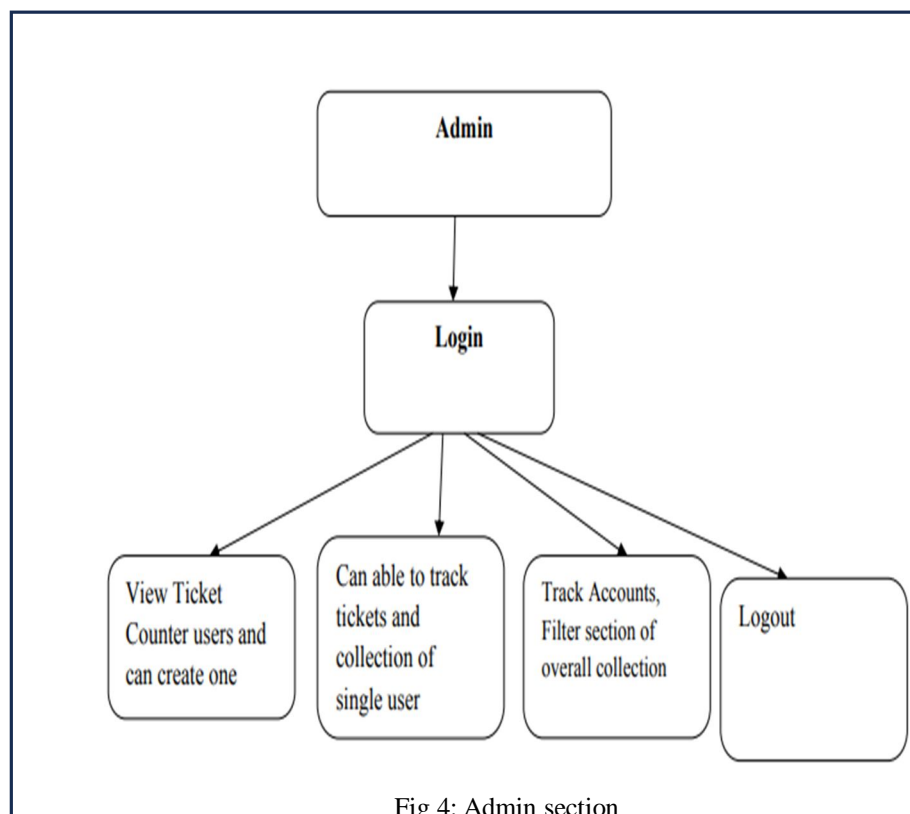 Admin
Login
View Ticket
Counter users and
can create one
Can able to track
tickets and
collection of
single user
Track Accounts,
Filter section of
overall collection
Logout
Fig 4: Admin section